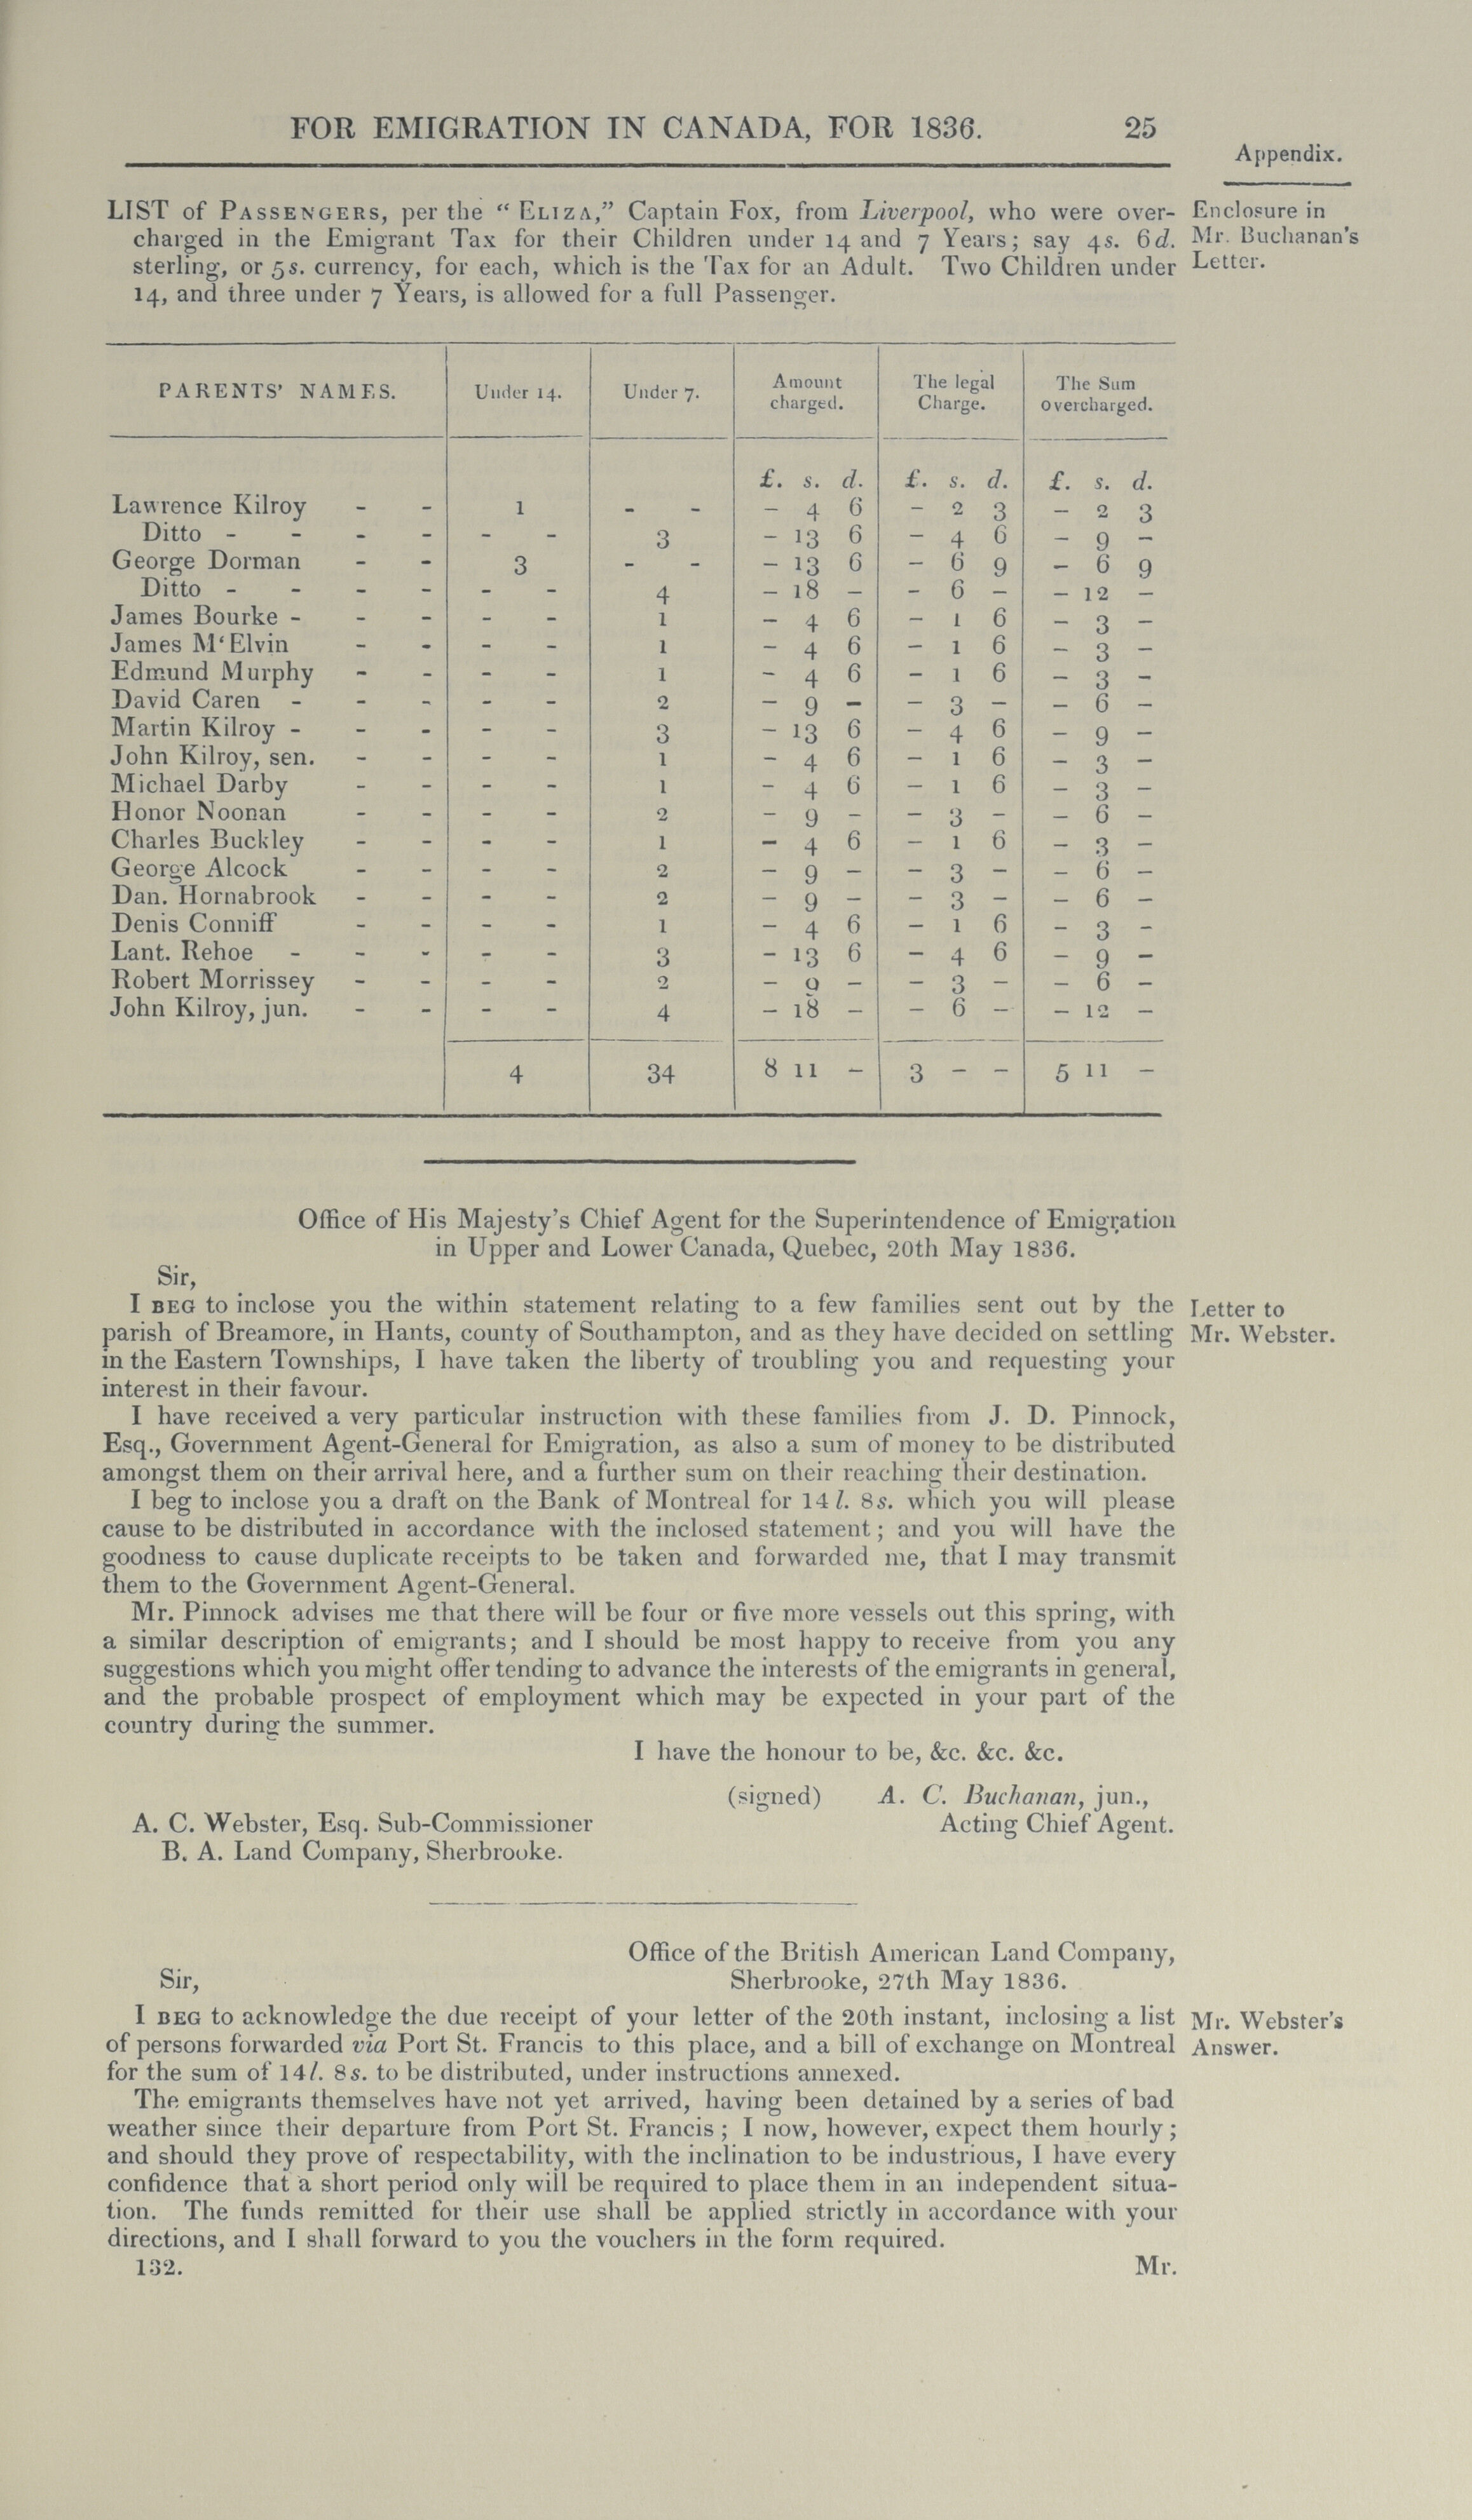 FOR EMIGRATION IN CANADA, FOR 1836. 25
Appendix.
LIST of PASSENGERS, per the “ ELIZA,” Captain Fox, from Liverpool, who were over-
charged in the Emigrant Tax for their Children under 14 and 7 Years; say 4s. 6d.
sterling, or 5s. currency, for each, which is the Tax for an Adult. Two Children under
14, and three under 7 Years, is allowed for a full Passenger.
Enclosure in
Mr. Buchanan's
Letter.
PARENTS' NAMES. Under 14. Under 7. Amount charged. The legal Charge. The Sum overcharged.
£. s. d. £. s. d. £. s. d.
Lawrence Kilroy - - 1 - - - 4 6 - 2 3 - 2 3
Ditto - - - - - - 3 - 13 6 - 4 6 - 9 -
George Dorman - - 3 - - - 13 6 - 6 9 - 6 9
Ditto - - - - - - 4 - 18 - - 6 - - 12 -
James Bourke - - - - - 1 - 4 6 - 1 6 - 3 -
James M‘Elvin - - - - 1 - 4 6 - 1 6 - 3 -
Edmund Murphy - - - - 1 - 4 6 - 1 6 - 3 -
David Caren - - - - - 2 - 9 - - 3 - - 6 -
Martin Kilroy - - - - - 3 - 13 6 - 4 6 - 9 -
John Kilroy, sen. - - - - 1 - 4 6 - 1 6 - 3 -
Michael Darby - - - - 1 - 4 6 - 1 6 - 3 -
Honor Noonan - - - - 2 - 9 - - 3 - - 6 -
Charles Buckley - - - - 1 - 4 6 - 1 6 - 3 -
George Alcock - - - - 2 - 9 - - 3 - - 6 -
Dan. Hornabrook - - - - 2 - 9 - - 3 - - 6 -
Denis Conniff - - - - 1 - 4 6 - 1 6 - 3 -
Lant. Rehoe - - - - - 3 - 13 6 - 4 6 - 9 -
Robert Morrissey - - - - 2 - 9 - - 3 - - 6 -
John Kilroy, jun. - - - - 4 - 18 - - 6 - - 12 -
4 34 8 11 - 3 - - 5 11 -
Office of His Majesty's Chief Agent for the Superintendence of Emigration
in Upper and Lower Canada, Quebec, 20th May 1836.
Sir,
I BEG to inclose you the within statement relating to a few families sent out by the
parish of Breamore, in Hants, county of Southampton, and as they have decided on settling
in the Eastern Townships, I have taken the liberty of troubling you and requesting your
interest in their favour.
Letter to
Mr. Webster.
I have received a very particular instruction with these families from J. D. Pinnock,
Esq., Government Agent-General for Emigration, as also a sum of money to be distributed
amongst them on their arrival here, and a further sum on their reaching their destination.
I beg to inclose you a draft on the Bank of Montreal for 14 l. 8s. which you will please
cause to be distributed in accordance with the inclosed statement; and you will have the
goodness to cause duplicate receipts to be taken and forwarded me, that I may transmit
them to the Government Agent-General.
Mr. Pinnock advises me that there will be four or five more vessels out this spring, with
a similar description of emigrants; and I should be most happy to receive from you any
suggestions which you might offer tending to advance the interests of the emigrants in general,
and the probable prospect of employment which may be expected in your part of the
country during the summer.
I have the honour to be, &c. &c. &c.
(signed) A. C. Buchanan, jun.,
A. C. Webster, Esq. Sub-Commissioner Acting Chief Agent.
B. A. Land Company, Sherbrooke.
Office of the British American Land Company,
Sir, Sherbrooke, 27th May 1836.
I BEG to acknowledge the due receipt of your letter of the 20th instant, inclosing a list
of persons forwarded via Port St. Francis to this place, and a bill of exchange on Montreal
for the sum of 14l. 8s. to be distributed, under instructions annexed.
Mr. Webster's
Answer.
The emigrants themselves have not yet arrived, having been detained by a series of bad
weather since their departure from Port St. Francis; I now, however, expect them hourly;
and should they prove of respectability, with the inclination to be industrious, I have every
confidence that a short period only will be required to place them in an independent situa-
tion. The funds remitted for their use shall be applied strictly in accordance with your
directions, and I shall forward to you the vouchers in the form required.
132. Mr.